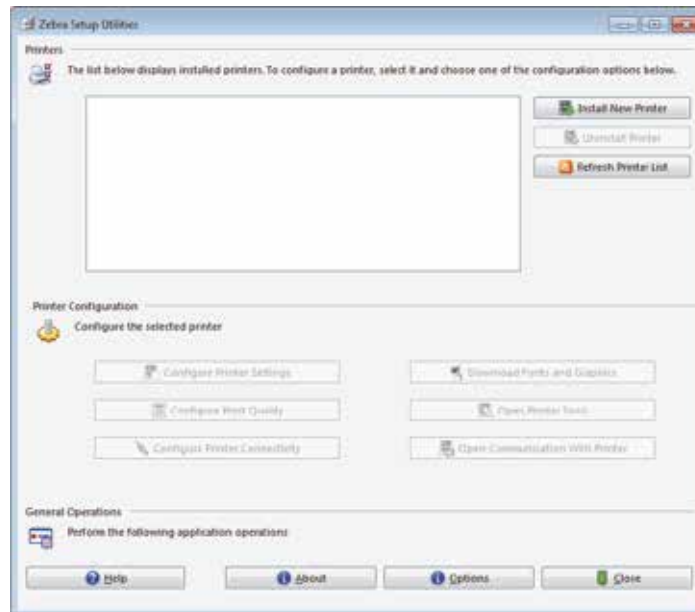 Zebra Setup Utilities
Printers
The list below displays installed printers. To configure a printer, select it and choose one of the configuration options below.
Install New Printer
Uninstall Printer
Refresh Printer List
Printer Configuration
Configure the selected printer
Configure Printer Settings
Download Fonts and Graphics
Configure Print Quality
Open Printer Tools
Configure Printer Connectivity
Open Communication With Printer
General Operations
Perform the following application operations
Help
About
Options
Close